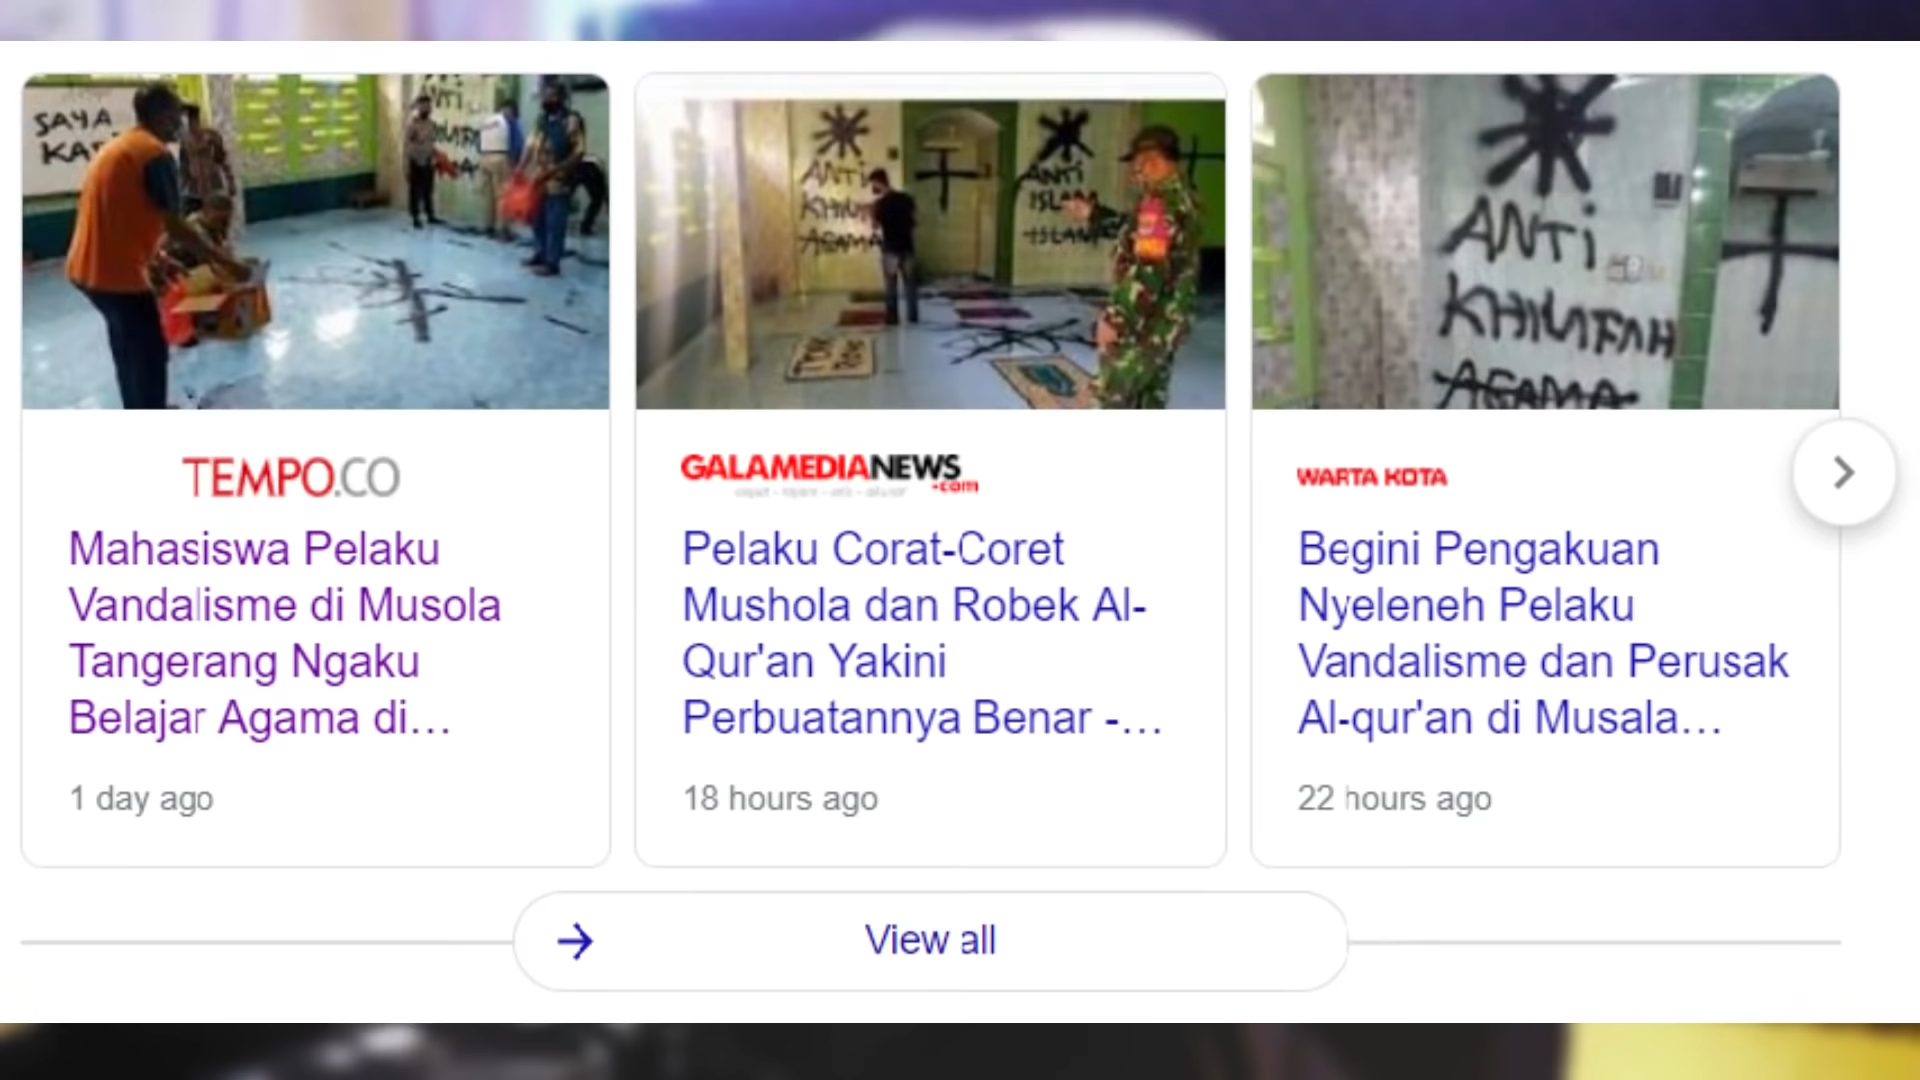 SAYA
ANTI
ANTI
ANTI
ISLAM
AGAMA
ANTI
KHILAFAH
AGAMA
TEMPO.CO
Mahasiswa Pelaku
Vandalisme di Musola
Tangerang Ngaku
Belajar Agama di...
1 day ago
GALAMEDIANEWS
.com
Pelaku Corat-Coret
Mushola dan Robek Al-
Qur'an Yakini
Perbuatannya Benar -...
18 hours ago
WARTA KOTA
Begini Pengakuan
Nyeleneh Pelaku
Vandalisme dan Perusak
Al-qur'an di Musala...
22 hours ago
View all